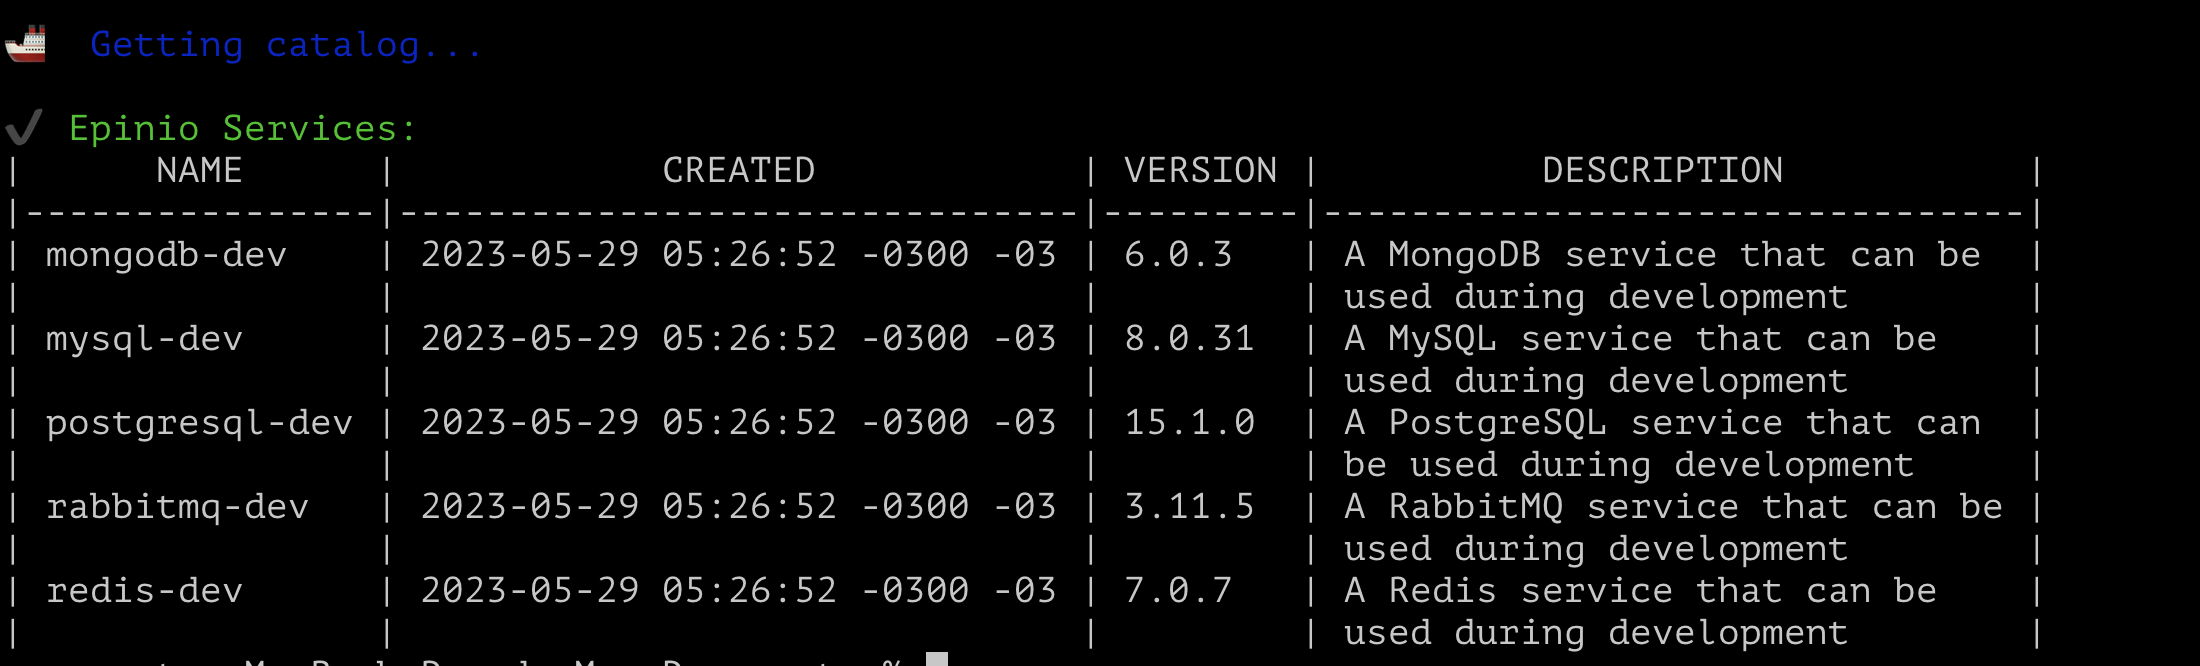 Getting catalog...
✔ Epinio Services:
| NAME | CREATED | VERSION | DESCRIPTION |
|----------------|-------------------------------|---------|--------------------------------|
| mongodb-dev | 2023-05-29 05:26:52 -0300 -03 | 6.0.3 | A MongoDB service that can be |
| | | | used during development |
| mysql-dev | 2023-05-29 05:26:52 -0300 -03 | 8.0.31 | A MySQL service that can be |
| | | | used during development |
| postgresql-dev | 2023-05-29 05:26:52 -0300 -03 | 15.1.0 | A PostgreSQL service that can |
| | | | be used during development |
| rabbitmq-dev | 2023-05-29 05:26:52 -0300 -03 | 3.11.5 | A RabbitMQ service that can be |
| | | | used during development |
| redis-dev | 2023-05-29 05:26:52 -0300 -03 | 7.0.7 | A Redis service that can be |
| | | | used during development |
%